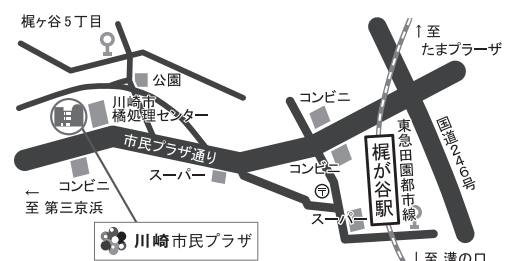 梶ヶ谷5丁目
↑至
たまプラーザ
公園
川崎市
橘処理センター
コンビニ
市民プラザ通り
国道246号
東急田園都市線
梶が谷駅
コンビニ
スーパー
コンビニ
〒
スーパー
←
至 第三京浜
川崎市民プラザ
↓至 溝の口